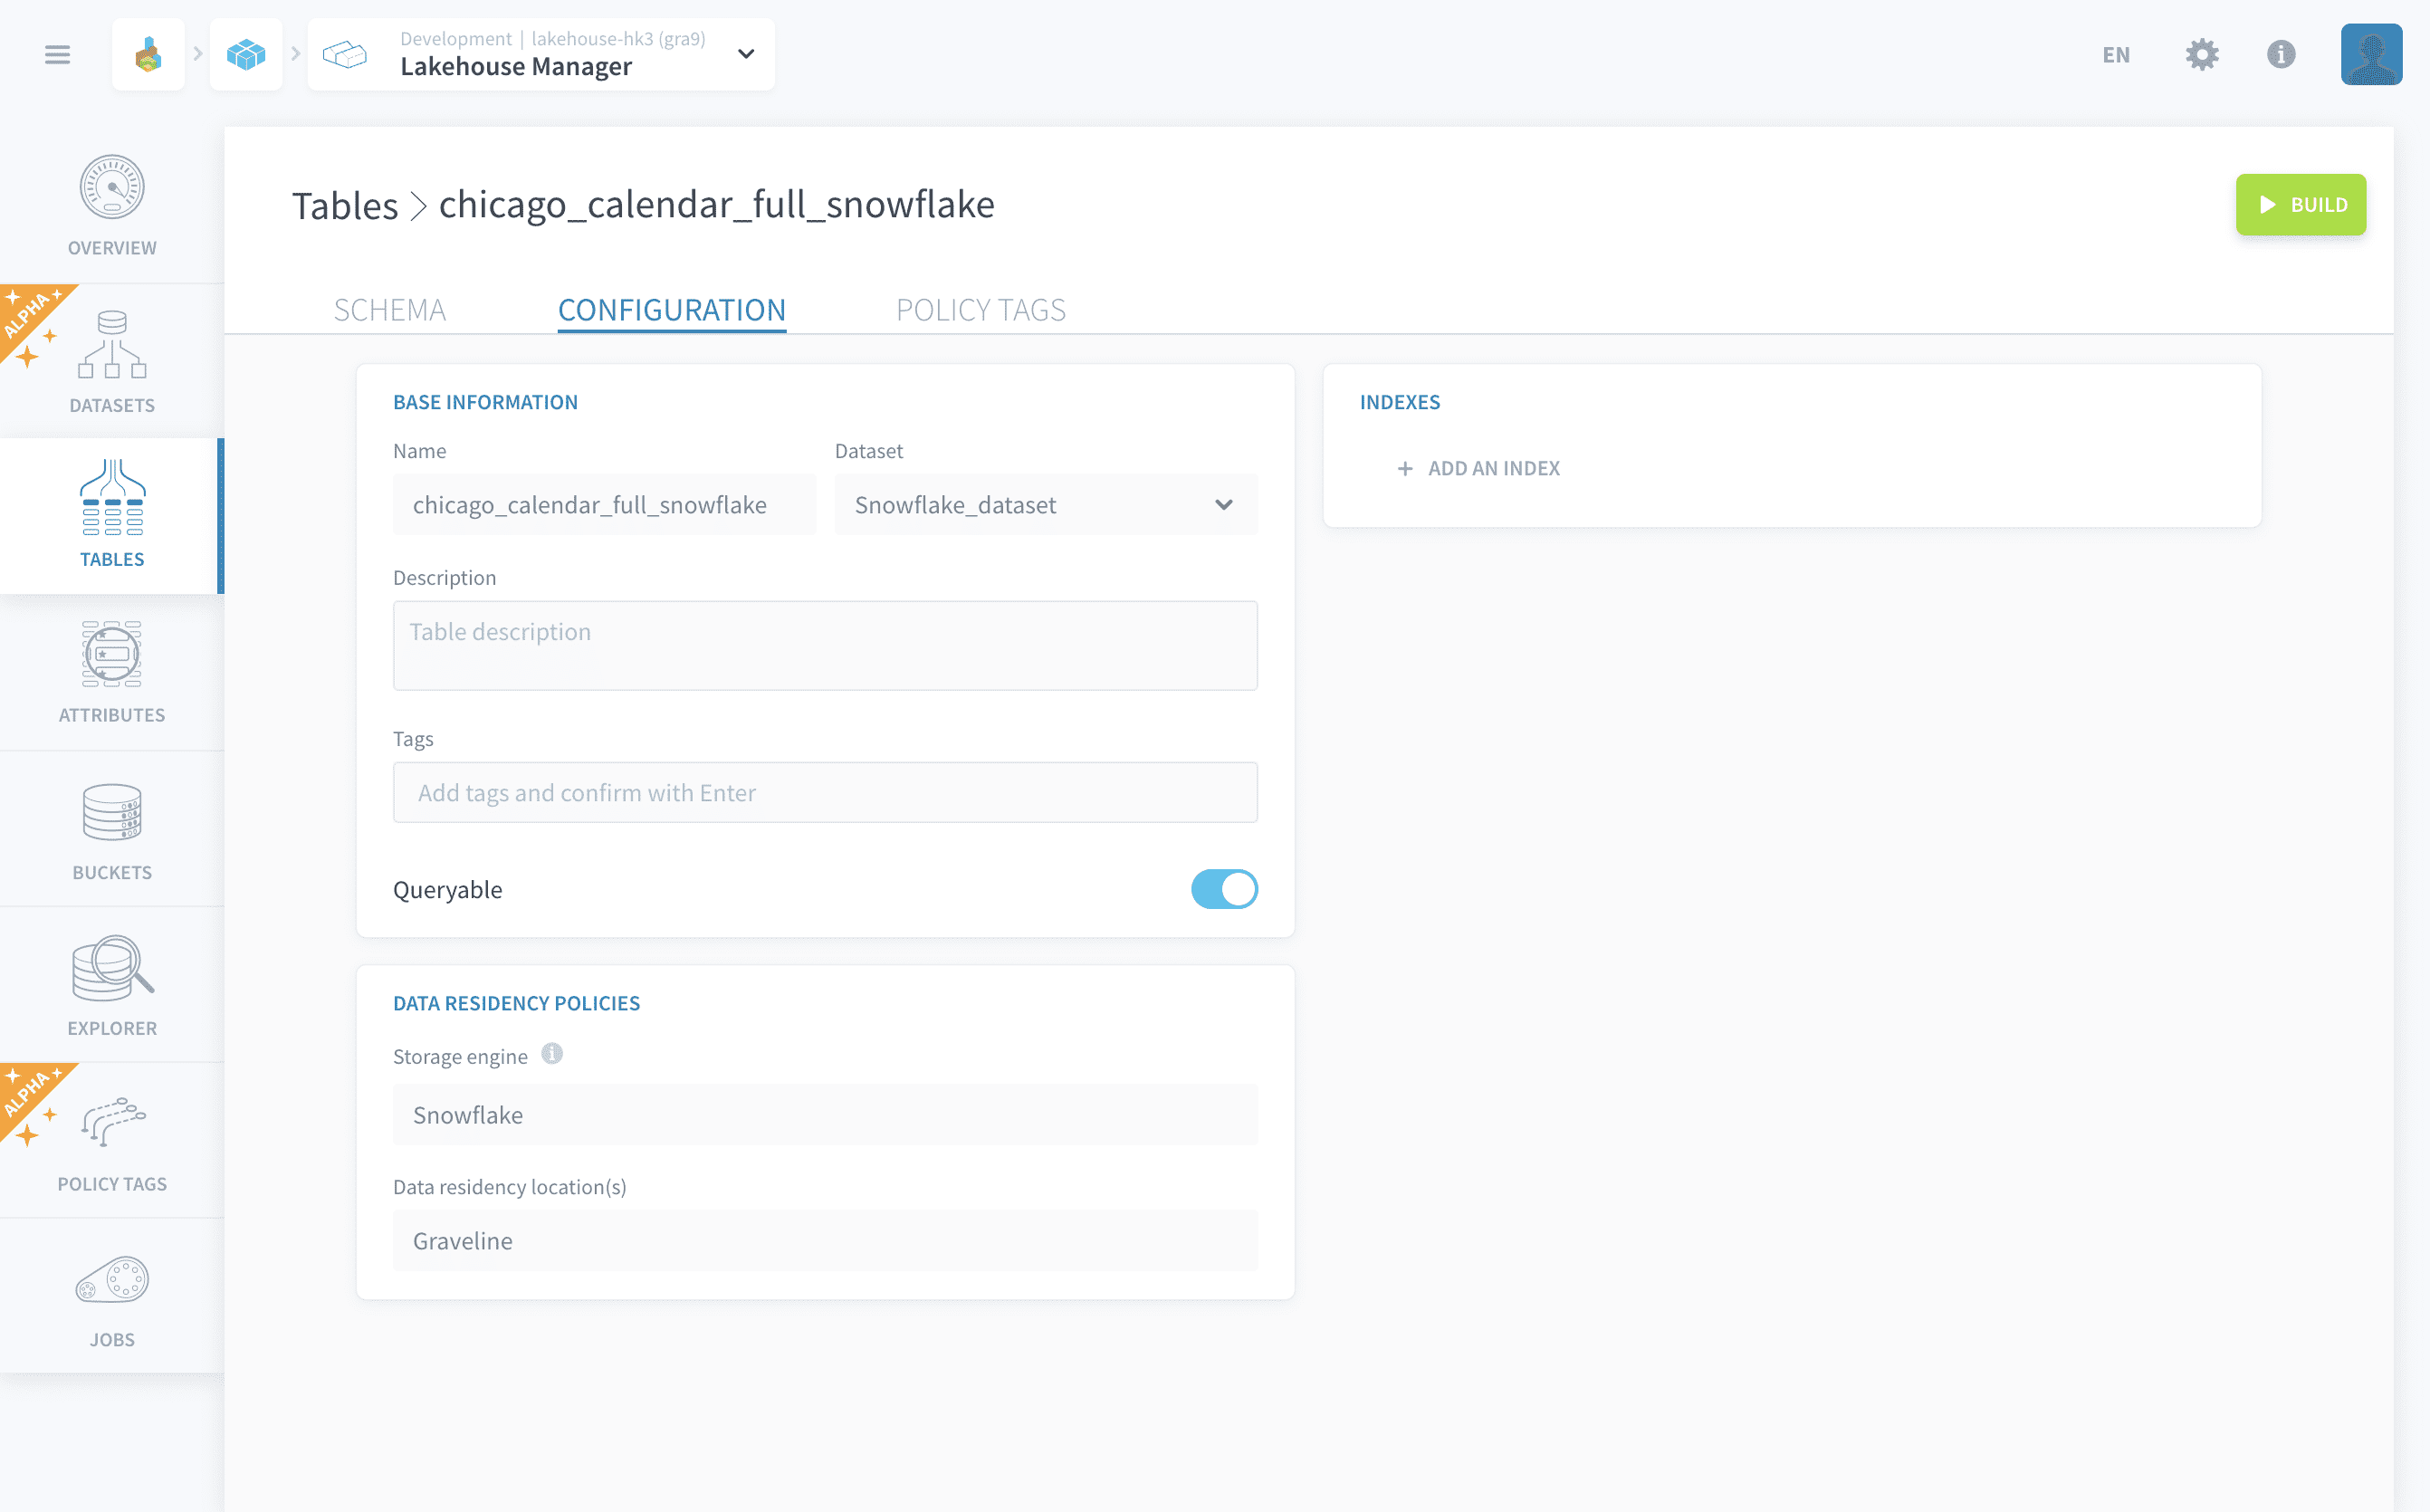 Development | lakehouse-hk3 (gra9)
Lakehouse Manager
EN
OVERVIEW
ALPHA
DATASETS
TABLES
ATTRIBUTES
BUCKETS
EXPLORER
ALPHA
POLICY TAGS
JOBS
Tables > chicago_calendar_full_snowflake
BUILD
SCHEMA CONFIGURATION POLICY TAGS
BASE INFORMATION
Name Dataset
chicago_calendar_full_snowflake Snowflake_dataset
Description
Table description
Tags
Add tags and confirm with Enter
Queryable
DATA RESIDENCY POLICIES
Storage engine
Snowflake
Data residency location(s)
Graveline
INDEXES
+ ADD AN INDEX